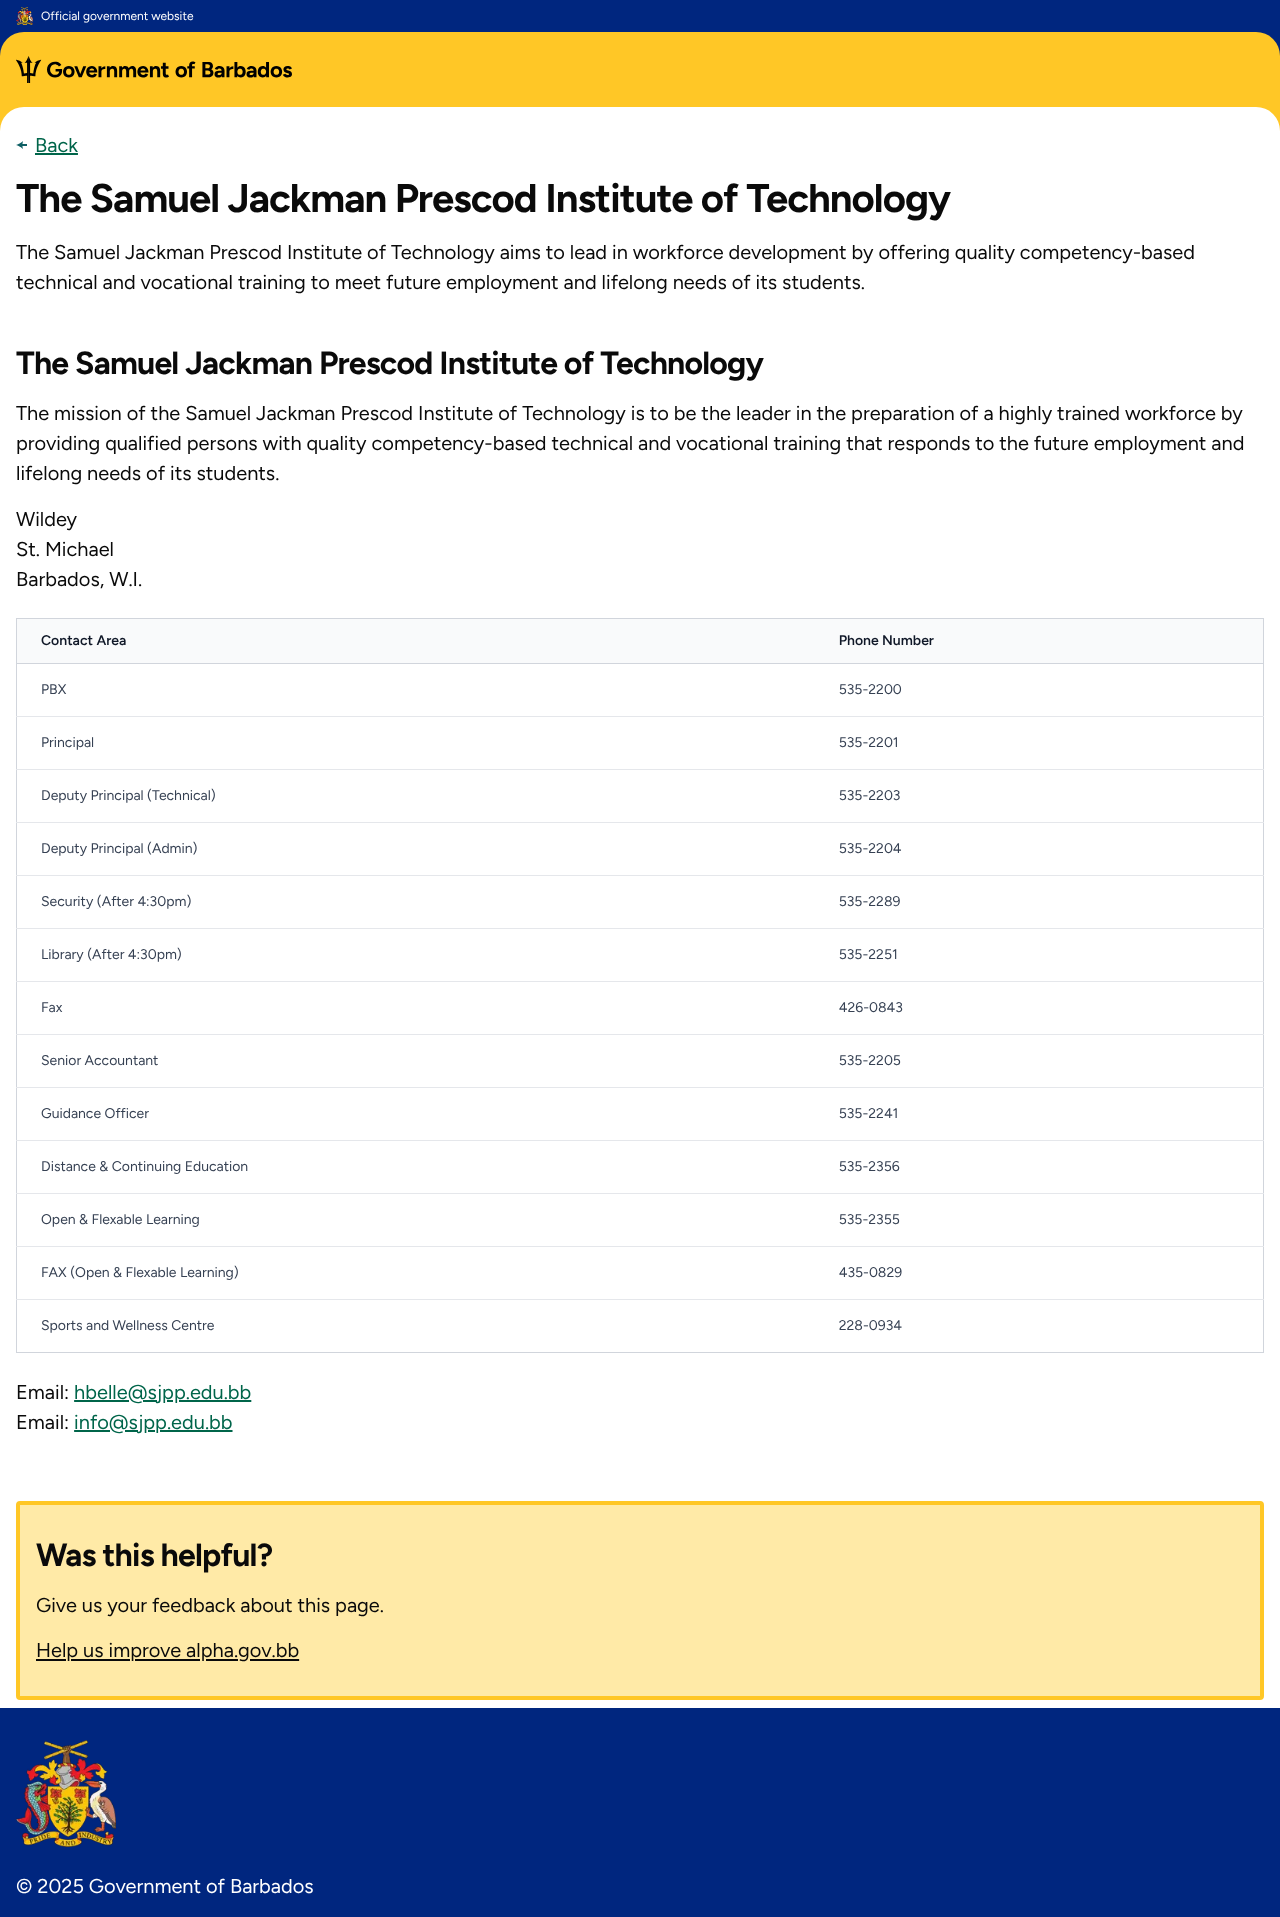 Official government website
Government of Barbados
Back
The Samuel Jackman Prescod Institute of Technology
The Samuel Jackman Prescod Institute of Technology aims to lead in workforce development by offering quality competency-based
technical and vocational training to meet future employment and lifelong needs of its students.
The Samuel Jackman Prescod Institute of Technology
The mission of the Samuel Jackman Prescod Institute of Technology is to be the leader in the preparation of a highly trained workforce by
providing qualified persons with quality competency-based technical and vocational training that responds to the future employment and
lifelong needs of its students.
Wildey
St. Michael
Barbados, W.I.
Contact Area Phone Number
PBX 535-2200
Principal 535-2201
Deputy Principal (Technical) 535-2203
Deputy Principal (Admin) 535-2204
Security (After 4:30pm) 535-2289
Library (After 4:30pm) 535-2251
Fax 426-0843
Senior Accountant 535-2205
Guidance Officer 535-2241
Distance & Continuing Education 535-2356
Open & Flexable Learning 535-2355
FAX (Open & Flexable Learning) 435-0829
Sports and Wellness Centre 228-0934
Email: hbelle@sjpp.edu.bb
Email: info@sjpp.edu.bb
Was this helpful?
Give us your feedback about this page.
Help us improve alpha.gov.bb
PRIDE AND INDUSTRY
© 2025 Government of Barbados